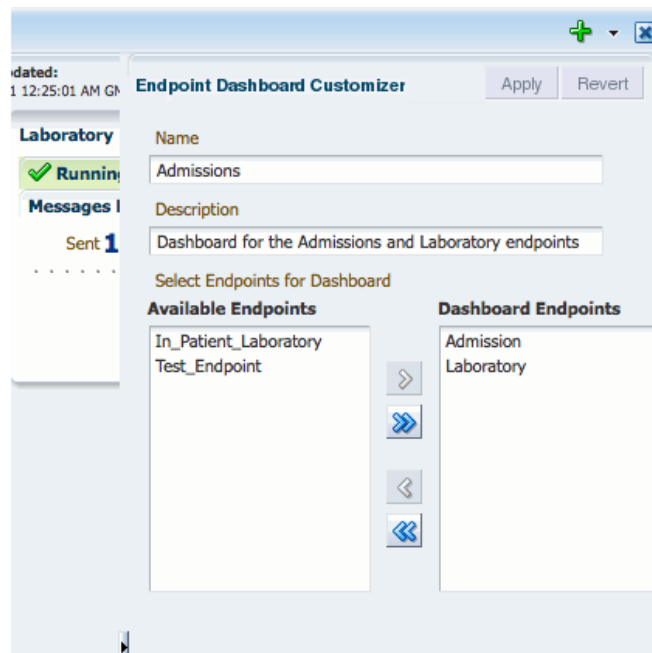 dated:
1 12:25:01 AM GM
Endpoint Dashboard Customizer
Apply
Revert
Laboratory
Running
Messages
Sent 1
Name
Admissions
Description
Dashboard for the Admissions and Laboratory endpoints
Select Endpoints for Dashboard
Available Endpoints
Dashboard Endpoints
In_Patient_Laboratory
Test_Endpoint
Admission
Laboratory